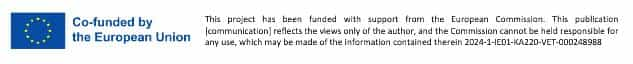 Co-funded by
the European Union
This project has been funded with support from the European Commission. This publication
[communication] reflects the views only of the author, and the Commission cannot be held responsible for
any use, which may be made of the information contained therein 2024-1-IE01-KA220-VET-000248988